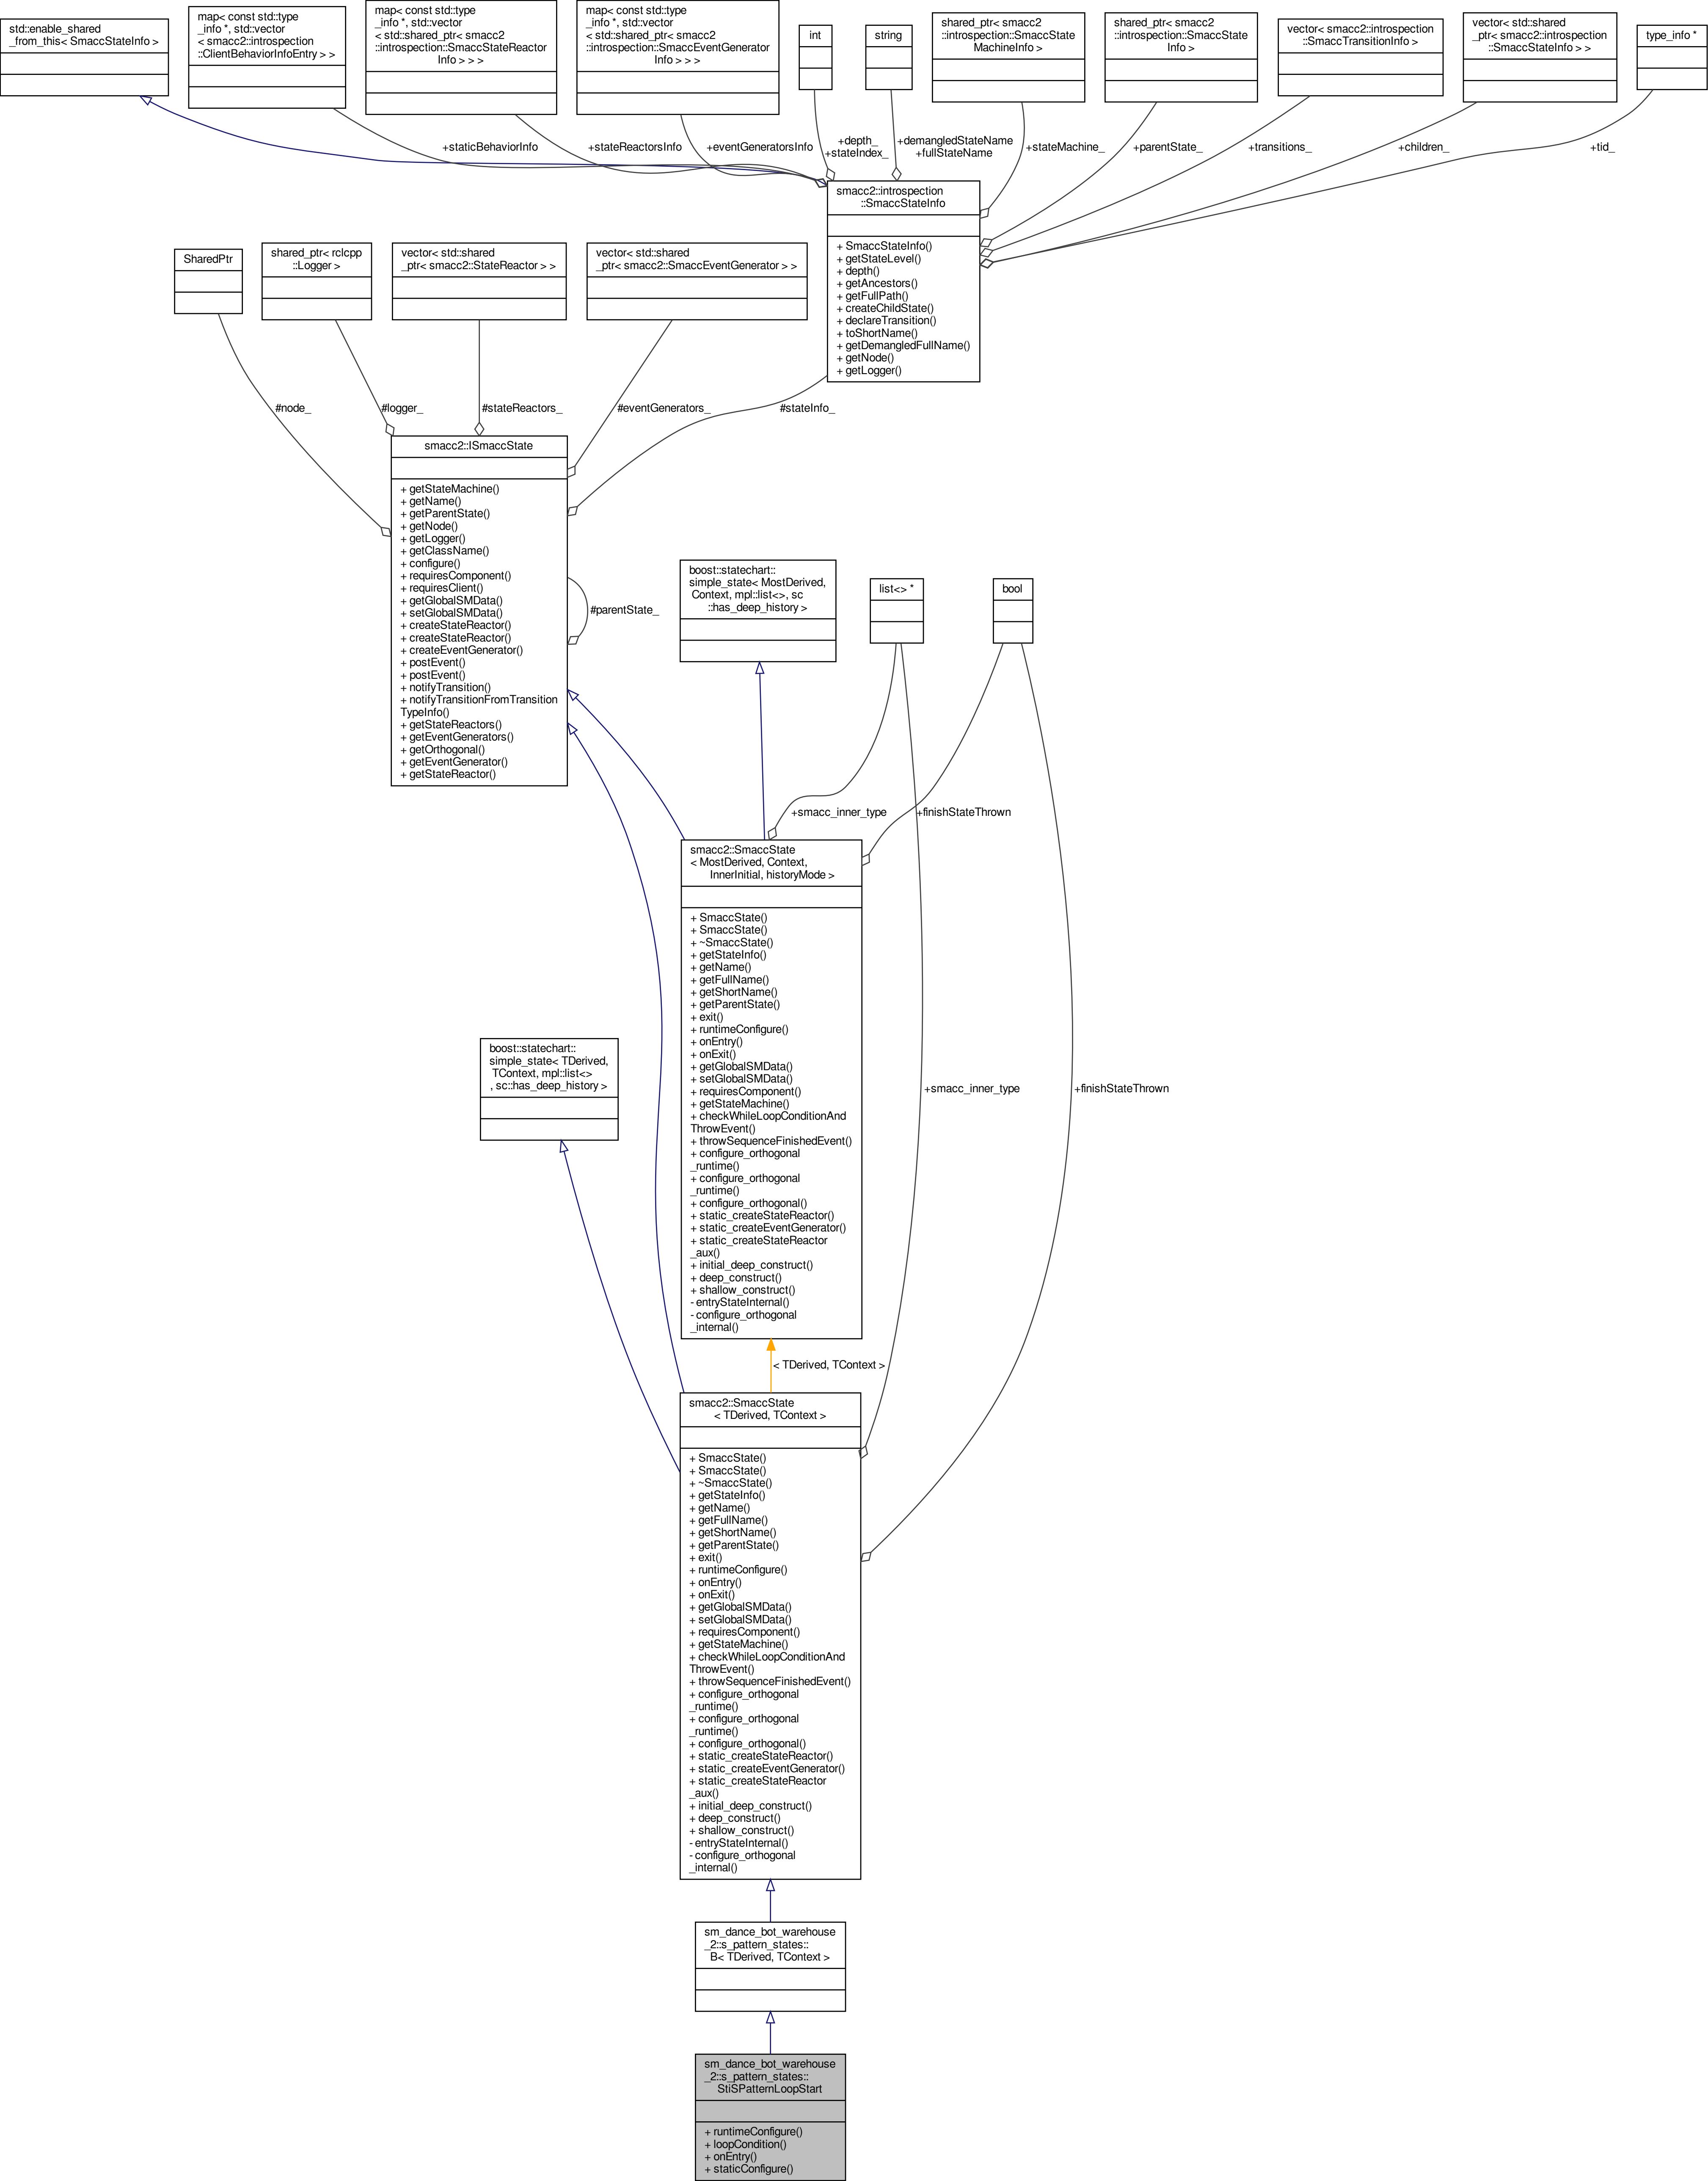 std::enable_shared
_from_this< SmaccStateInfo >
map< const std::type
_info *, std::vector
< smacc2::introspection
::ClientBehaviorInfoEntry > >
map< const std::type
_info *, std::vector
< std::shared_ptr< smacc2
::introspection::SmaccStateReactor
Info > > >
map< const std::type
_info *, std::vector
< std::shared_ptr< smacc2
::introspection::SmaccEventGenerator
Info > > >
int
string
shared_ptr< smacc2
::introspection::SmaccState
MachineInfo >
shared_ptr< smacc2
::introspection::SmaccState
Info >
vector< smacc2::introspection
::SmaccTransitionInfo >
vector< std::shared
_ptr< smacc2::introspection
::SmaccStateInfo > >
type_info *
+staticBehaviorInfo
+stateReactorsInfo
+eventGeneratorsInfo
+depth_
+stateIndex_
+demangledStateName
+fullStateName
+stateMachine_
+parentState_
+transitions_
+children_
+tid_
smacc2::introspection
::SmaccStateInfo
+ SmaccStateInfo()
+ getStateLevel()
+ depth()
+ getAncestors()
+ getFullPath()
+ createChildState()
+ declareTransition()
+ toShortName()
+ getDemangledFullName()
+ getNode()
+ getLogger()
SharedPtr
shared_ptr< rclcpp
::Logger >
vector< std::shared
_ptr< smacc2::StateReactor > >
vector< std::shared
_ptr< smacc2::SmaccEventGenerator > >
#node_
#logger_
#stateReactors_
#eventGenerators_
#stateInfo_
smacc2::ISmaccState
+ getStateMachine()
+ getName()
+ getParentState()
+ getNode()
+ getLogger()
+ getClassName()
+ configure()
+ requiresComponent()
+ requiresClient()
+ getGlobalSMData()
+ setGlobalSMData()
+ createStateReactor()
+ createStateReactor()
+ createEventGenerator()
+ postEvent()
+ postEvent()
+ notifyTransition()
+ notifyTransitionFromTransition
TypeInfo()
+ getStateReactors()
+ getEventGenerators()
+ getOrthogonal()
+ getEventGenerator()
+ getStateReactor()
#parentState_
boost::statechart::
simple_state< MostDerived,
Context, mpl::list<>, sc
::has_deep_history >
list<> *
bool
+smacc_inner_type
+finishStateThrown
smacc2::SmaccState
< MostDerived, Context,
InnerInitial, historyMode >
+ SmaccState()
+ SmaccState()
+ ~SmaccState()
+ getStateInfo()
+ getName()
+ getFullName()
+ getShortName()
+ getParentState()
+ exit()
+ runtimeConfigure()
+ onEntry()
+ onExit()
+ getGlobalSMData()
+ setGlobalSMData()
+ requiresComponent()
+ getStateMachine()
+ checkWhileLoopConditionAnd
ThrowEvent()
+ throwSequenceFinishedEvent()
+ configure_orthogonal
_runtime()
+ configure_orthogonal
_runtime()
+ configure_orthogonal()
+ static_createStateReactor()
+ static_createEventGenerator()
+ static_createStateReactor
_aux()
+ initial_deep_construct()
+ deep_construct()
+ shallow_construct()
- entryStateInternal()
- configure_orthogonal
_internal()
boost::statechart::
simple_state< TDerived,
TContext, mpl::list<>
, sc::has_deep_history >
+smacc_inner_type
+finishStateThrown
< TDerived, TContext >
smacc2::SmaccState
< TDerived, TContext >
+ SmaccState()
+ SmaccState()
+ ~SmaccState()
+ getStateInfo()
+ getName()
+ getFullName()
+ getShortName()
+ getParentState()
+ exit()
+ runtimeConfigure()
+ onEntry()
+ onExit()
+ getGlobalSMData()
+ setGlobalSMData()
+ requiresComponent()
+ getStateMachine()
+ checkWhileLoopConditionAnd
ThrowEvent()
+ throwSequenceFinishedEvent()
+ configure_orthogonal
_runtime()
+ configure_orthogonal
_runtime()
+ configure_orthogonal()
+ static_createStateReactor()
+ static_createEventGenerator()
+ static_createStateReactor
_aux()
+ initial_deep_construct()
+ deep_construct()
+ shallow_construct()
- entryStateInternal()
- configure_orthogonal
_internal()
sm_dance_bot_warehouse
_2::s_pattern_states::
B< TDerived, TContext >
sm_dance_bot_warehouse
_2::s_pattern_states::
StiSPatternLoopStart
+ runtimeConfigure()
+ loopCondition()
+ onEntry()
+ staticConfigure()